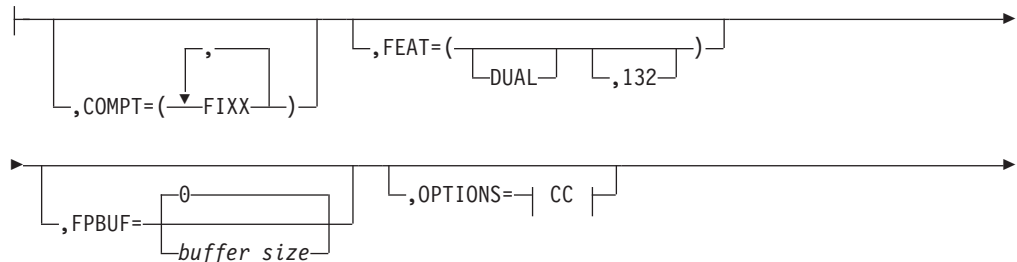 ,
,COMPT=( FIXX )
,FEAT=( DUAL ,132 )
,FPBUF= 0
buffer size
,OPTIONS= CC